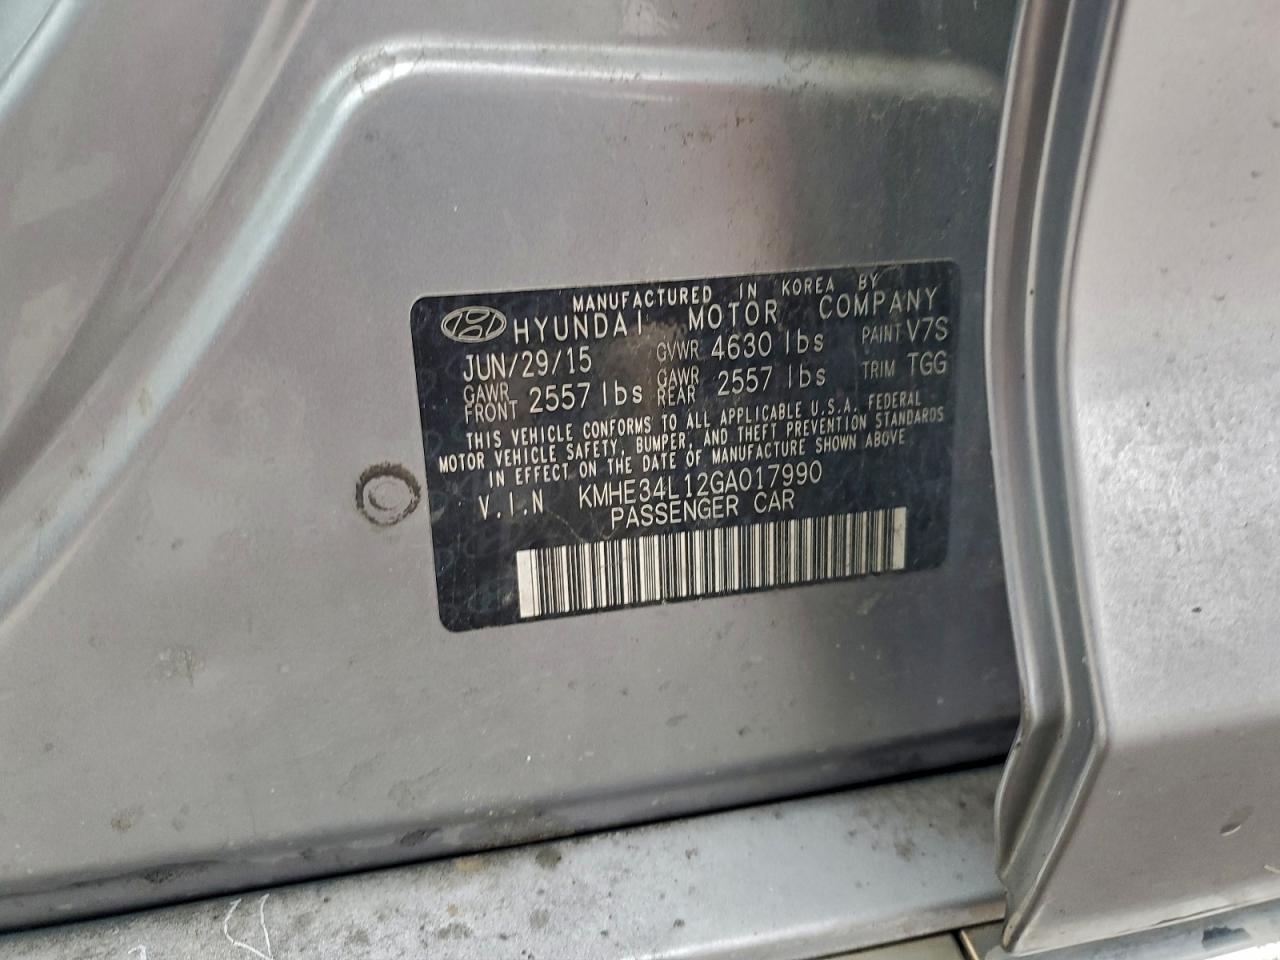 MANUFACTURED IN KOREA BY
HYUNDAI MOTOR COMPANY
JUN/29/15 GVWR 4630 lbs PAINT V7S
GAWR FRONT 2557 lbs GAWR REAR 2557 lbs TRIM TGG
THIS VEHICLE CONFORMS TO ALL APPLICABLE U.S.A. FEDERAL
MOTOR VEHICLE SAFETY, BUMPER, AND THEFT PREVENTION STANDARDS
IN EFFECT ON THE DATE OF MANUFACTURE SHOWN ABOVE
V.I.N KMHE34L12GA017990
PASSENGER CAR